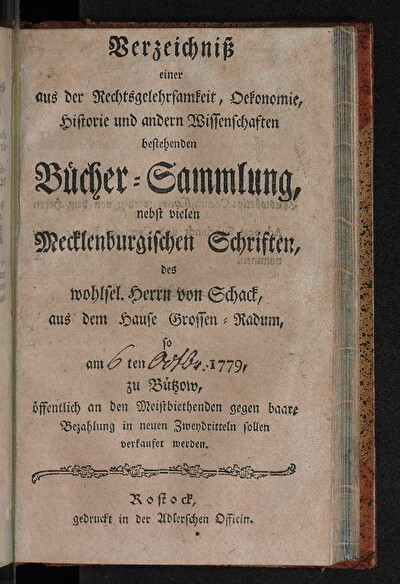 Verzeichniß
einer
aus der Rechtsgelehrsamkeit, Oekonomie,
Historie und andern Wissenschaften
bestehenden
Bücher-Sammlung,
nebst vielen
Mecklenburgischen Schriften,
des
wohlsel. Herrn von Schack,
aus dem Hause Grossen-Radum,
so
am 6 ten Octbr. 1779,
zu Bützow,
öffentlich an den Meistbiethenden gegen baare
Bezahlung in neuen Zweydritteln sollen
verkaufet werden.
Rostock,
gedruckt in der Adlerschen Officin.